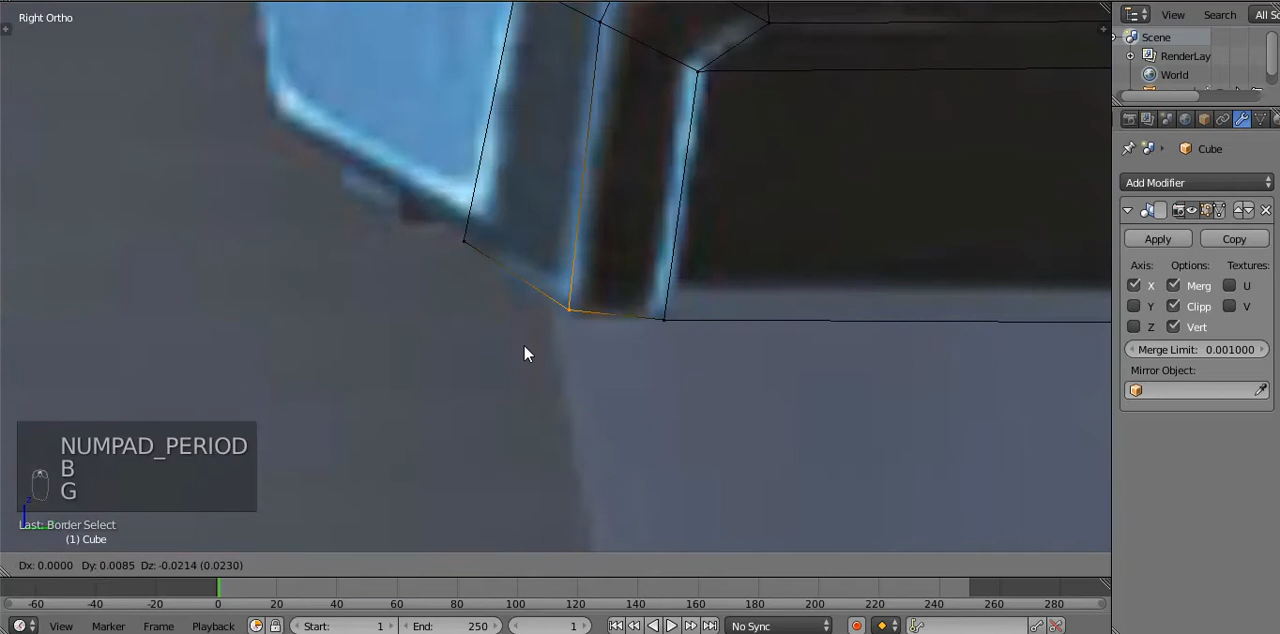 Right Ortho
View Search All Sc
Scene
RenderLay
World
Cube
Add Modifier
Apply Copy
Axis: Options: Textures:
X Merg U
Y Clipp V
Z Vert
Merge Limit: 0.001000
Mirror Object:
NUMPAD_PERIOD
B
G
Last: Border Select
(1) Cube
Dx: 0.0000 Dy: 0.0085 Dz: -0.0214 (0.0230)
-60 -40 -20 0 20 40 60 80 100 120 140 160 180 200 220 240 260 280
View Marker Frame Playback Start: 1 End: 250 1 No Sync